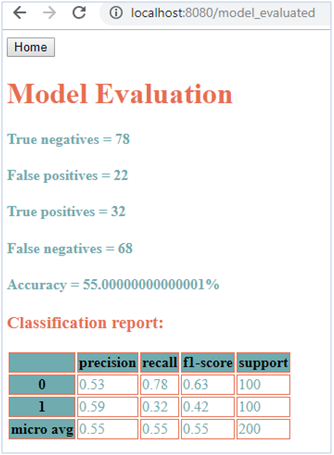 localhost:8080/model_evaluated
Home
Model Evaluation
True negatives = 78
False positives = 22
True positives = 32
False negatives = 68
Accuracy = 55.00000000000001%
Classification report:
precision recall f1-score support
0 0.53 0.78 0.63 100
1 0.59 0.32 0.42 100
micro avg 0.55 0.55 0.55 200